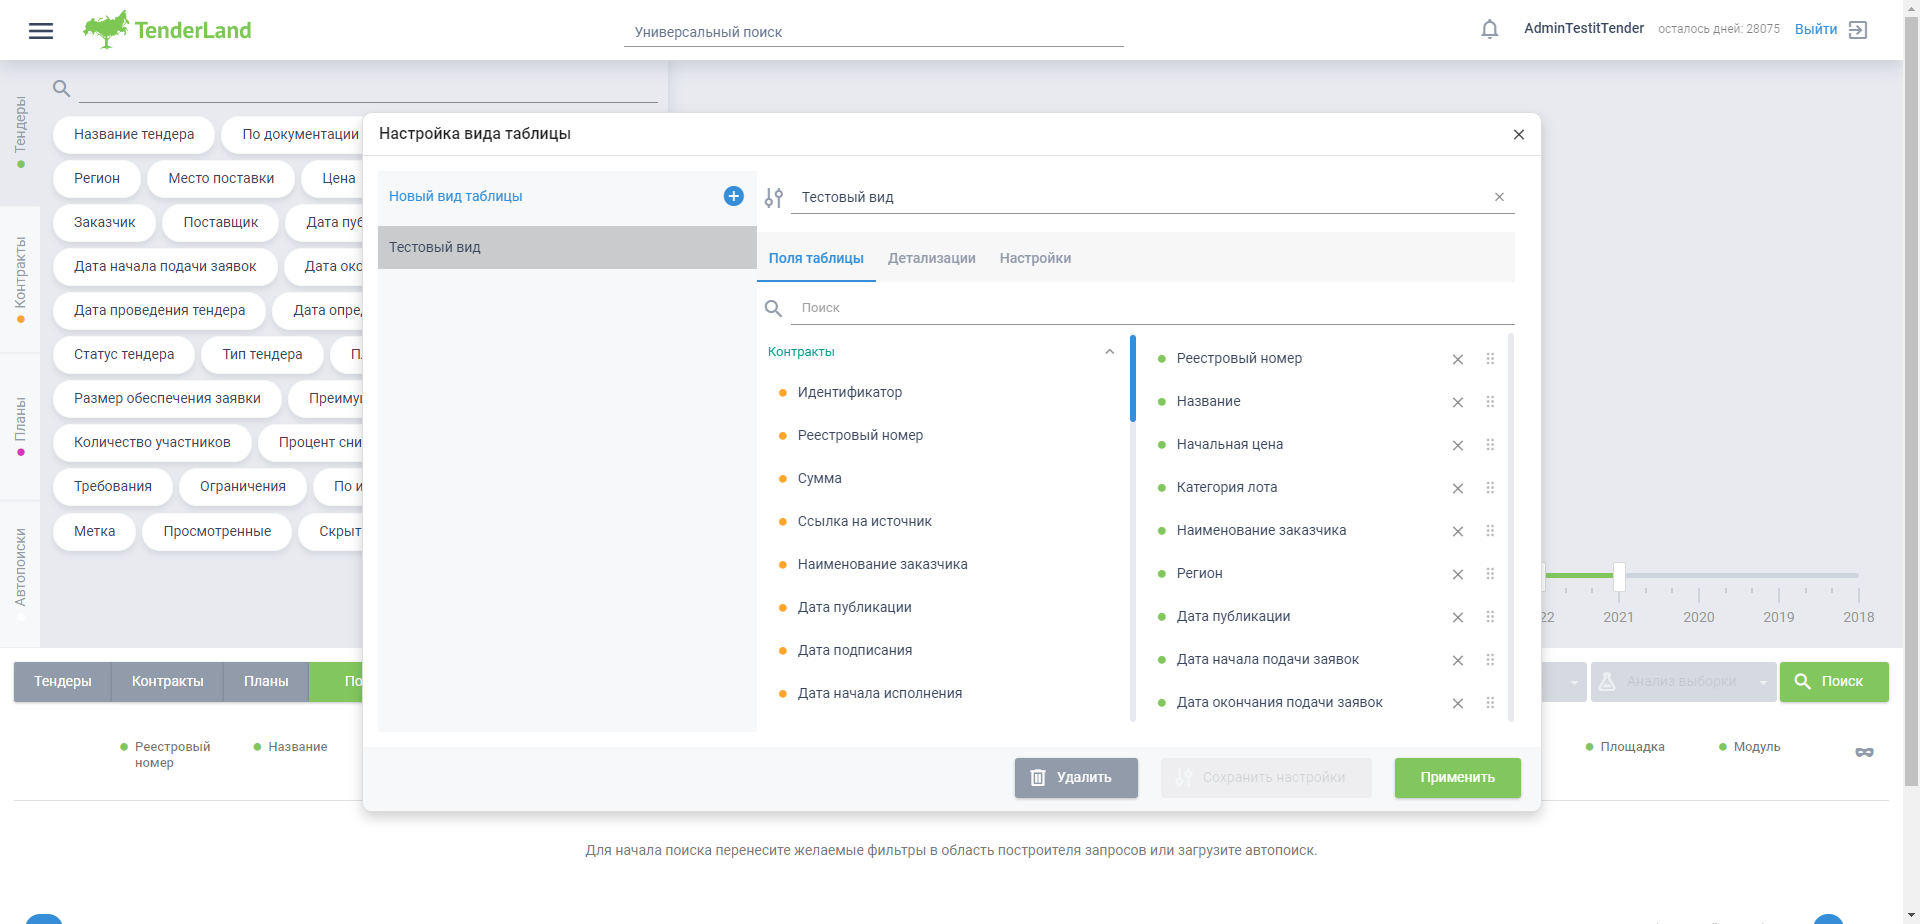 TenderLand
Универсальный поиск
AdminTestitTender
осталось дней: 28075
Выйти
Тендеры
Контракты
Планы
Автопоиски
Название тендера
По документации
Регион
Место поставки
Цена
Заказчик
Поставщик
Дата пуб
Дата начала подачи заявок
Дата око
Дата проведения тендера
Дата опре
Статус тендера
Тип тендера
Размер обеспечения заявки
Преиму
Количество участников
Процент сни
Требования
Ограничения
По и
Метка
Просмотренные
Скрыт
Настройка вида таблицы
Новый вид таблицы
Тестовый вид
Тестовый вид
Поля таблицы
Детализации
Настройки
Поиск
Контракты
Идентификатор
Реестровый номер
Сумма
Ссылка на источник
Наименование заказчика
Дата публикации
Дата подписания
Дата начала исполнения
Реестровый номер
Название
Начальная цена
Категория лота
Наименование заказчика
Регион
Дата публикации
Дата начала подачи заявок
Дата окончания подачи заявок
Удалить
Сохранить настройки
Применить
22
2021
2020
2019
2018
Тендеры
Контракты
Планы
По
Анализ выборки
Поиск
Реестровый
номер
Название
Площадка
Модуль
Для начала поиска перенесите желаемые фильтры в область построителя запросов или загрузите автопоиск.